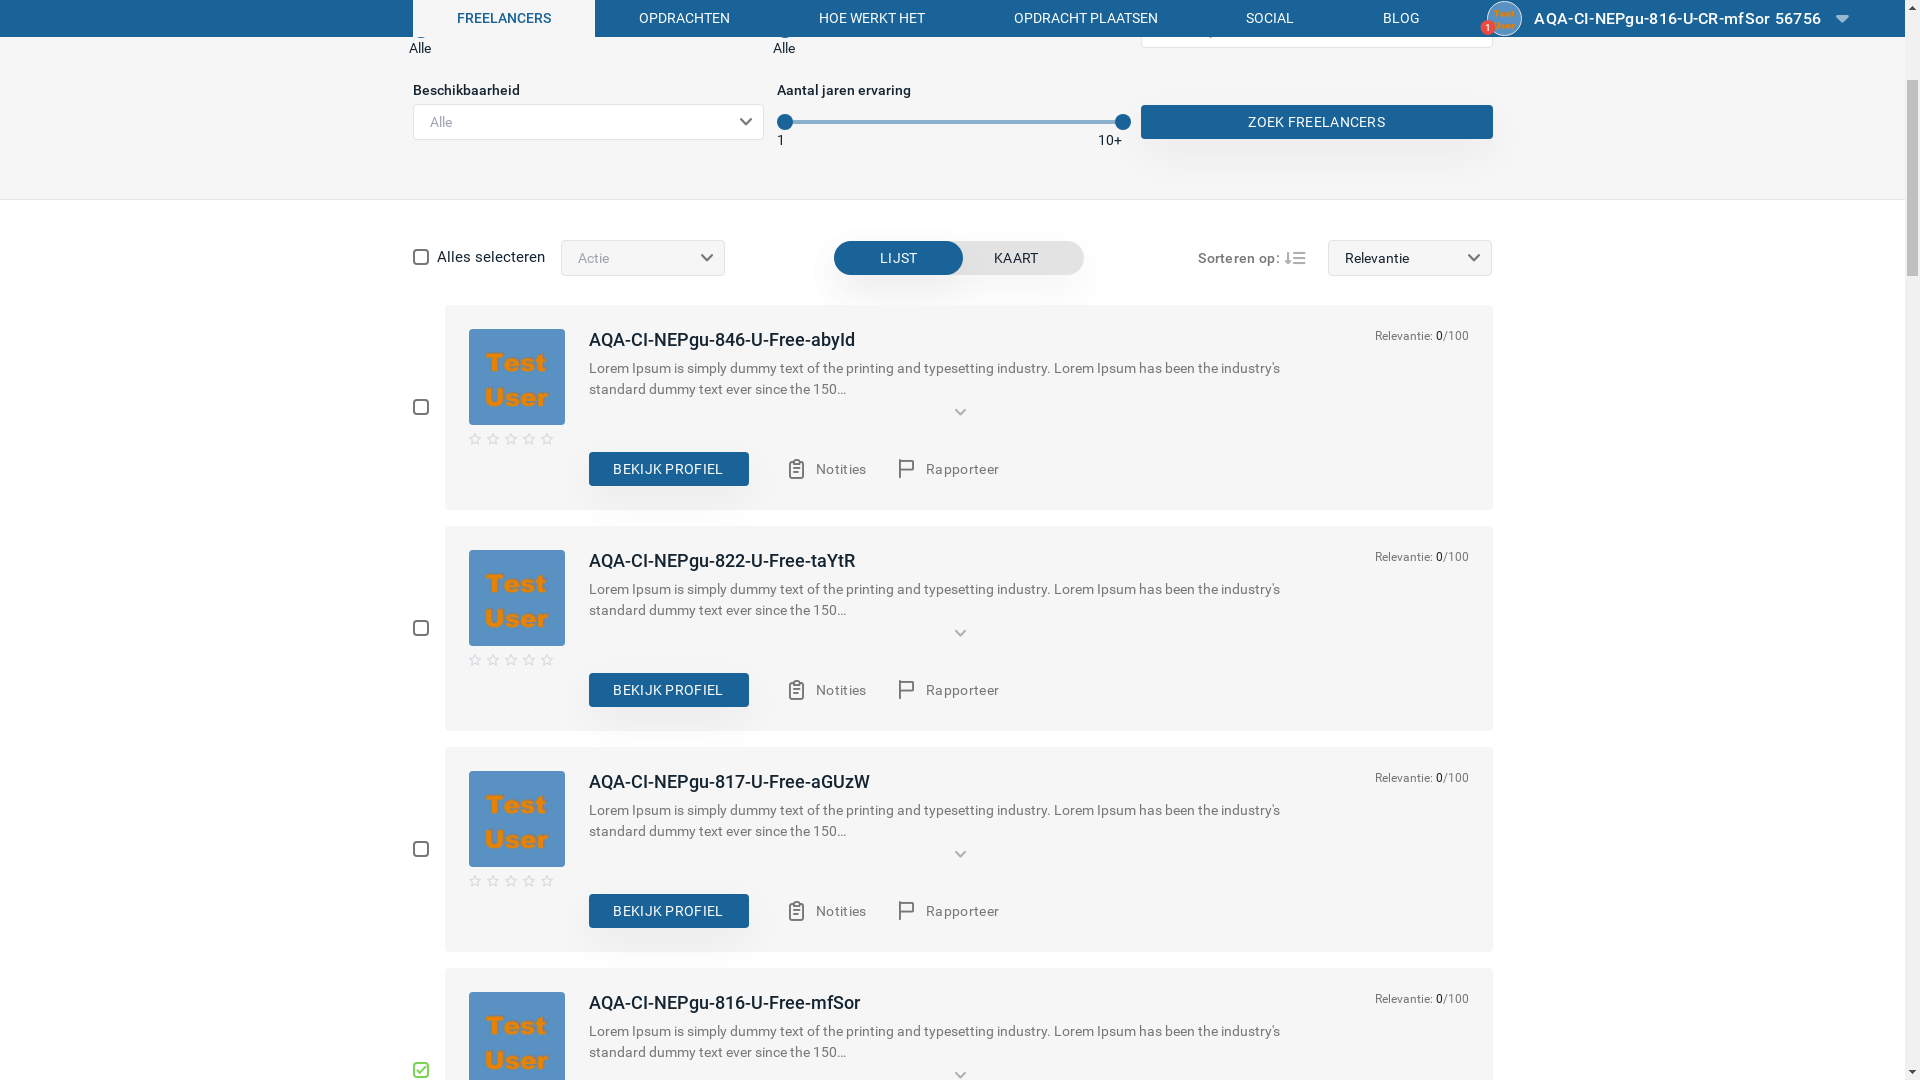 FREELANCERS
OPDRACHTEN
HOE WERKT HET
OPDRACHT PLAATSEN
SOCIAL
BLOG
1
Test
User
AQA-CI-NEPgu-816-U-CR-mfSor 56756
Alle
Alle
Beschikbaarheid
Alle
Aantal jaren ervaring
1
10+
ZOEK FREELANCERS
Alles selecteren
Actie
LIJST
KAART
Sorteren op:
Relevantie
Test
User
AQA-CI-NEPgu-846-U-Free-abyId
Relevantie: 0/100
Lorem Ipsum is simply dummy text of the printing and typesetting industry. Lorem Ipsum has been the industry's
standard dummy text ever since the 150...
BEKIJK PROFIEL
Notities
Rapporteer
Test
User
AQA-CI-NEPgu-822-U-Free-taYtR
Relevantie: 0/100
Lorem Ipsum is simply dummy text of the printing and typesetting industry. Lorem Ipsum has been the industry's
standard dummy text ever since the 150...
BEKIJK PROFIEL
Notities
Rapporteer
Test
User
AQA-CI-NEPgu-817-U-Free-aGUzW
Relevantie: 0/100
Lorem Ipsum is simply dummy text of the printing and typesetting industry. Lorem Ipsum has been the industry's
standard dummy text ever since the 150...
BEKIJK PROFIEL
Notities
Rapporteer
Test
User
AQA-CI-NEPgu-816-U-Free-mfSor
Relevantie: 0/100
Lorem Ipsum is simply dummy text of the printing and typesetting industry. Lorem Ipsum has been the industry's
standard dummy text ever since the 150...